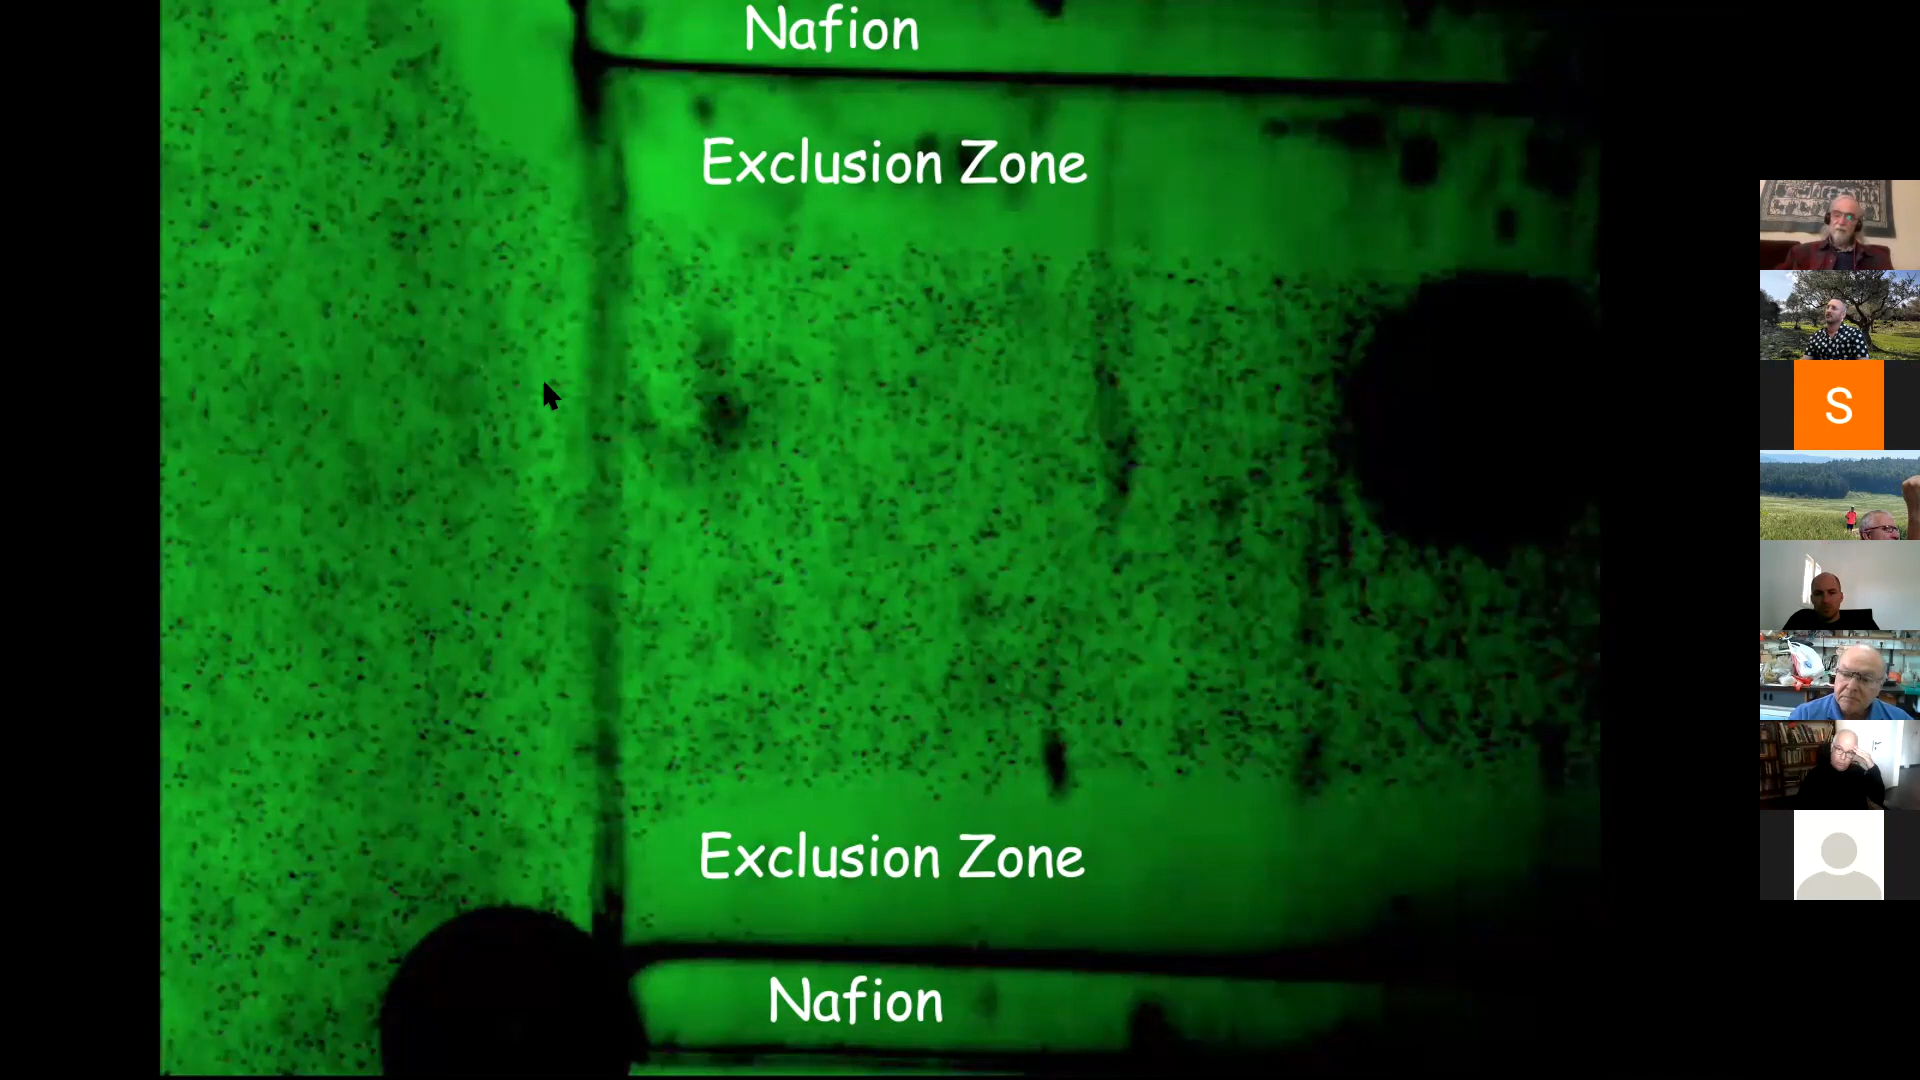 Nafion
Exclusion Zone
S
Exclusion Zone
Nafion